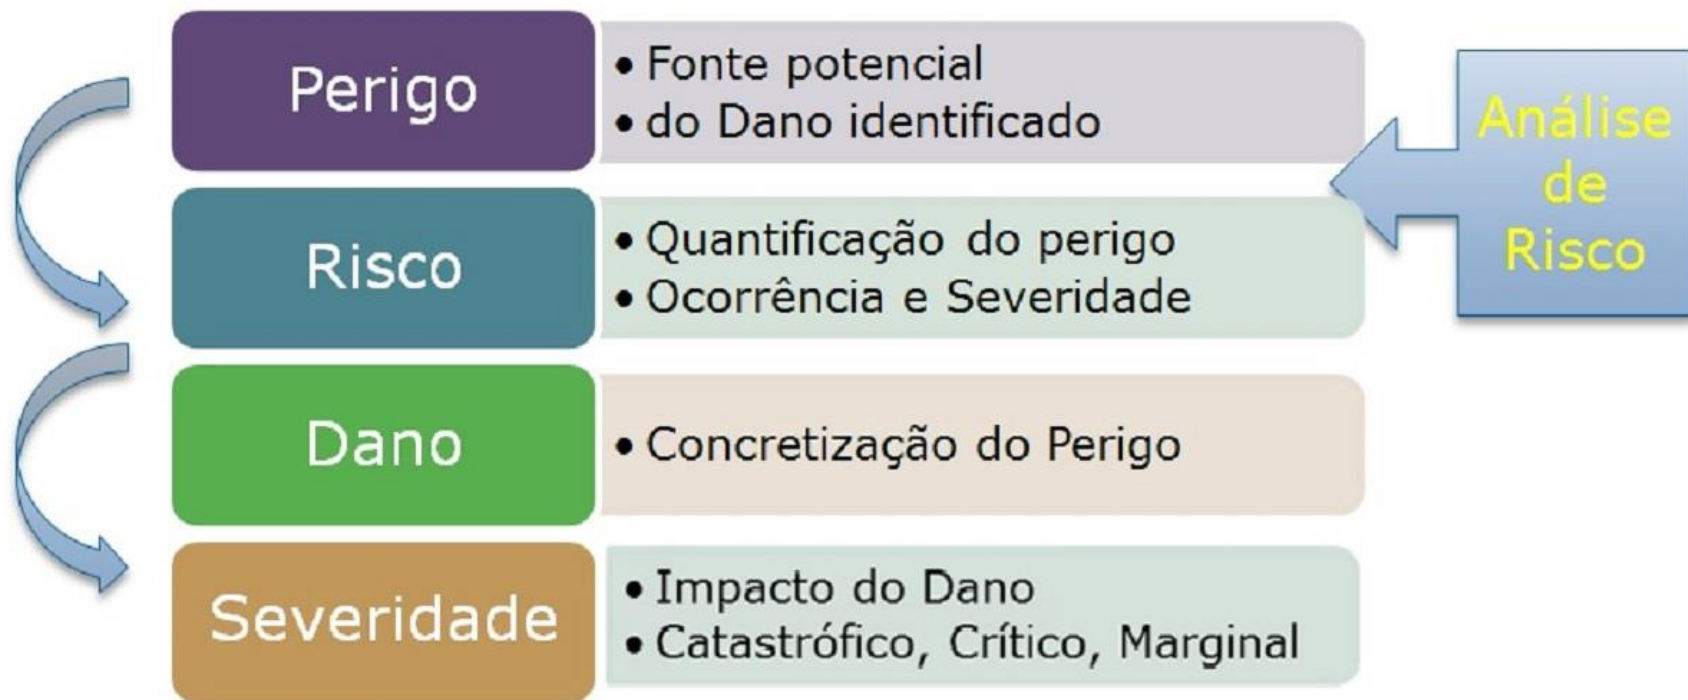 Perigo
• Fonte potencial
• do Dano identificado
Risco
• Quantificação do perigo
• Ocorrência e Severidade
Dano
• Concretização do Perigo
Severidade
• Impacto do Dano
• Catastrófico, Crítico, Marginal
Análise
de
Risco